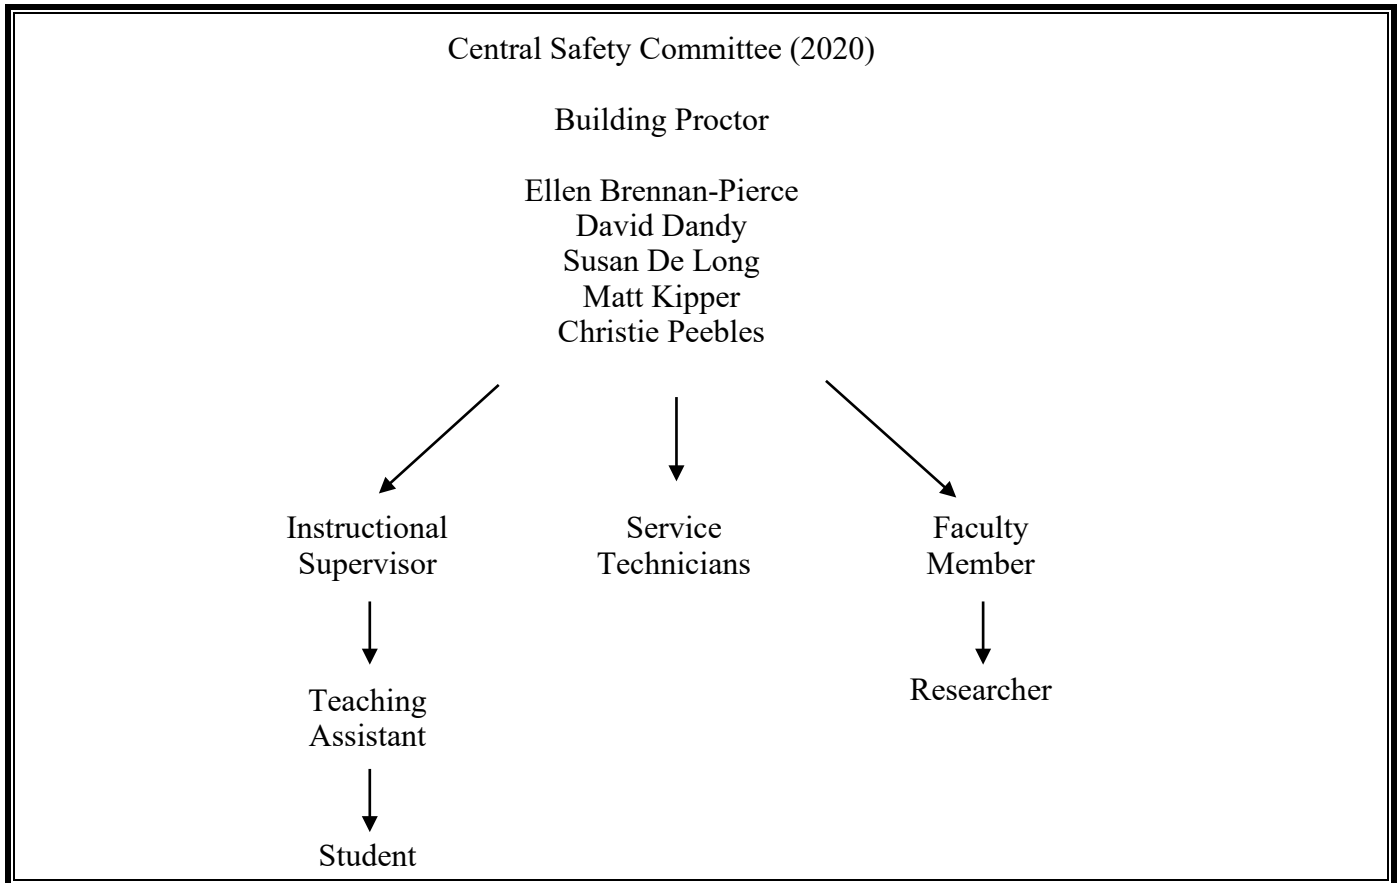 Central Safety Committee (2020)
Building Proctor
Ellen Brennan-Pierce
David Dandy
Susan De Long
Matt Kipper
Christie Peebles
Instructional
Supervisor
Service
Technicians
Faculty
Member
Teaching
Assistant
Researcher
Student